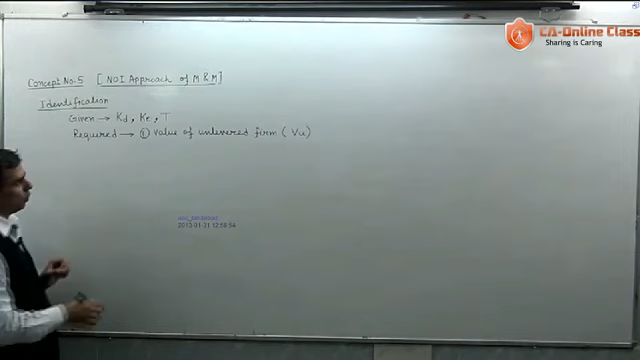 CA-Online Class
Sharing is Caring
Concept No. 5 [ NOI Approach of M & M ]
Identification
Given → Kd, Ke, T
Required → ① Value of unlevered firm ( Vu )
2013-01-31 12:58:54